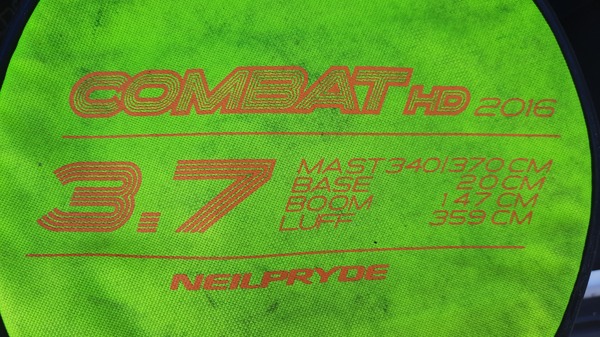 COMBAT HD 2016
3.7
MAST 340/370 CM
BASE 20 CM
BOOM 147 CM
LUFF 359 CM
NEILPRYDE